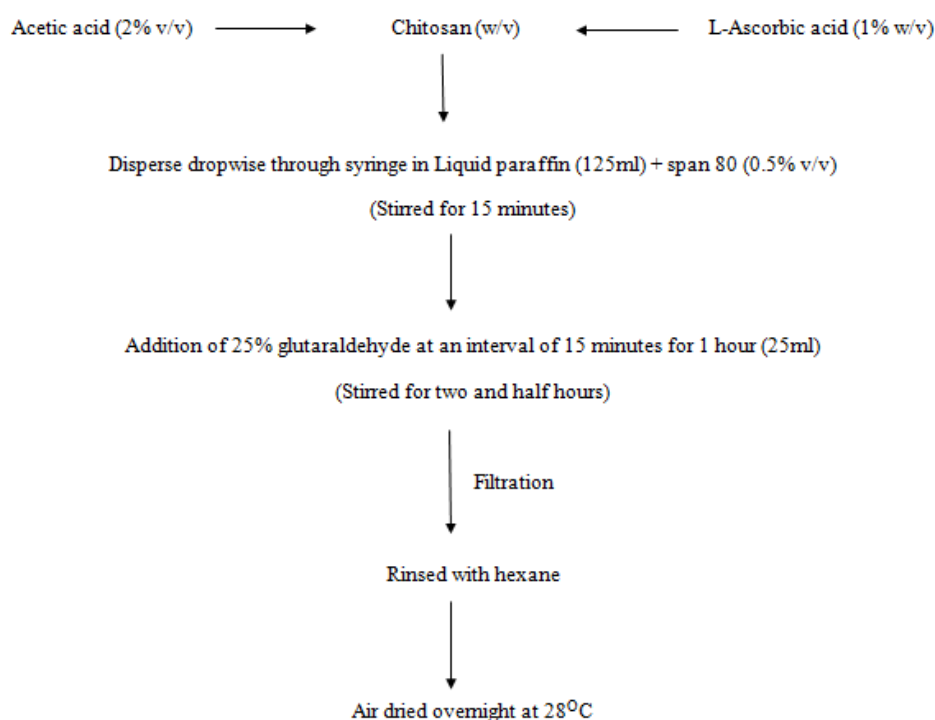 Acetic acid (2% v/v) Chitosan (w/v) L-Ascorbic acid (1% w/v)
Disperse dropwise through syringe in Liquid paraffin (125ml) + span 80 (0.5% v/v)
(Stirred for 15 minutes)
Addition of 25% glutaraldehyde at an interval of 15 minutes for 1 hour (25ml)
(Stirred for two and half hours)
Filtration
Rinsed with hexane
Air dried overnight at 28⁰C